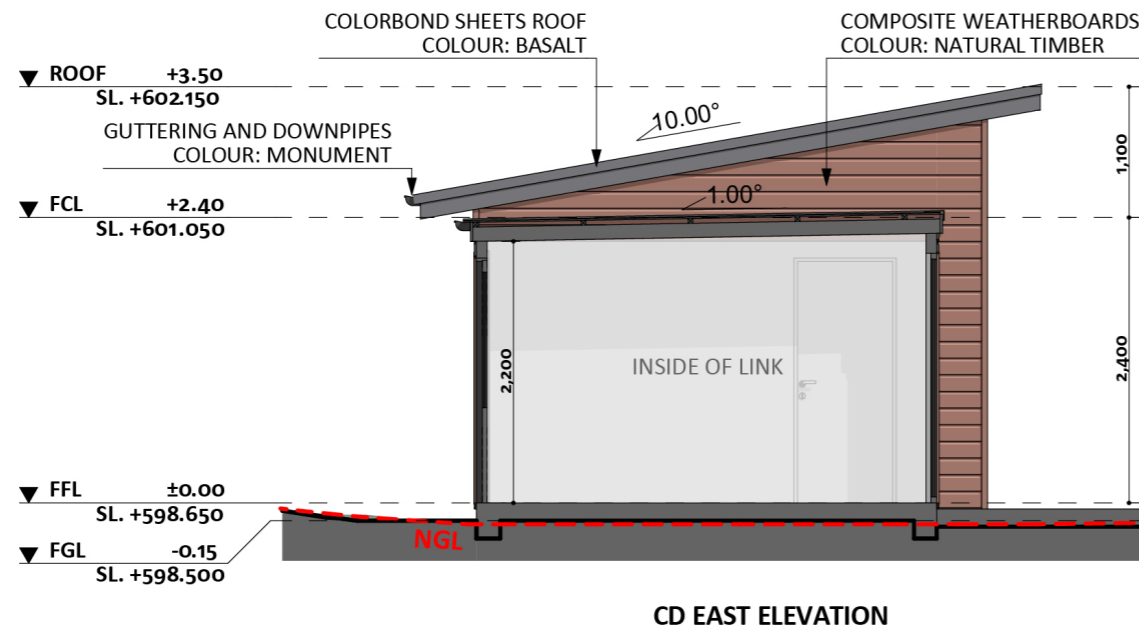 COLORBOND SHEETS ROOF
COLOUR: BASALT
COMPOSITE WEATHERBOARDS
COLOUR: NATURAL TIMBER
ROOF +3.50
SL. +602.150
GUTTERING AND DOWNPIPES
COLOUR: MONUMENT
10.00°
1,100
FCL +2.40
SL. +601.050
1.00°
2,200
INSIDE OF LINK
2,400
FFL ±0.00
SL. +598.650
NGL
FGL -0.15
SL. +598.500
CD EAST ELEVATION